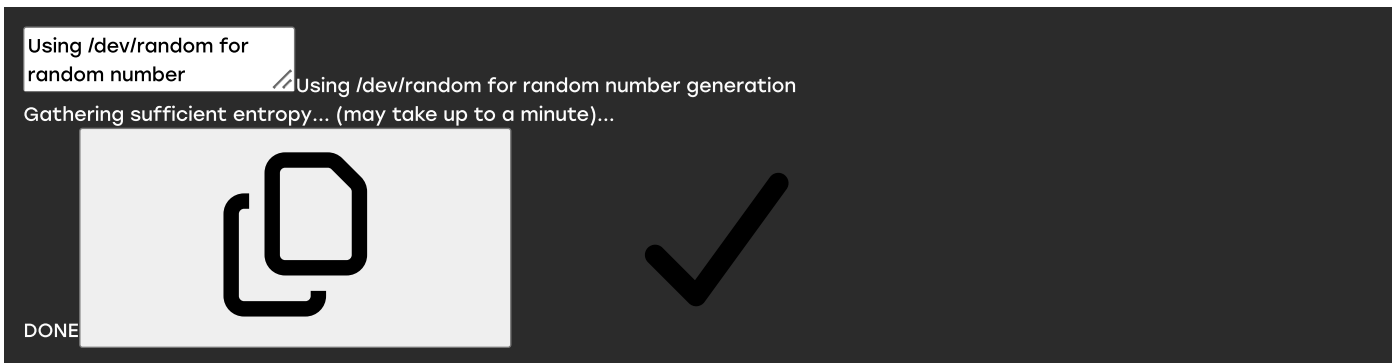 Using /dev/random for
random number
Using /dev/random for random number generation
Gathering sufficient entropy... (may take up to a minute)...
DONE